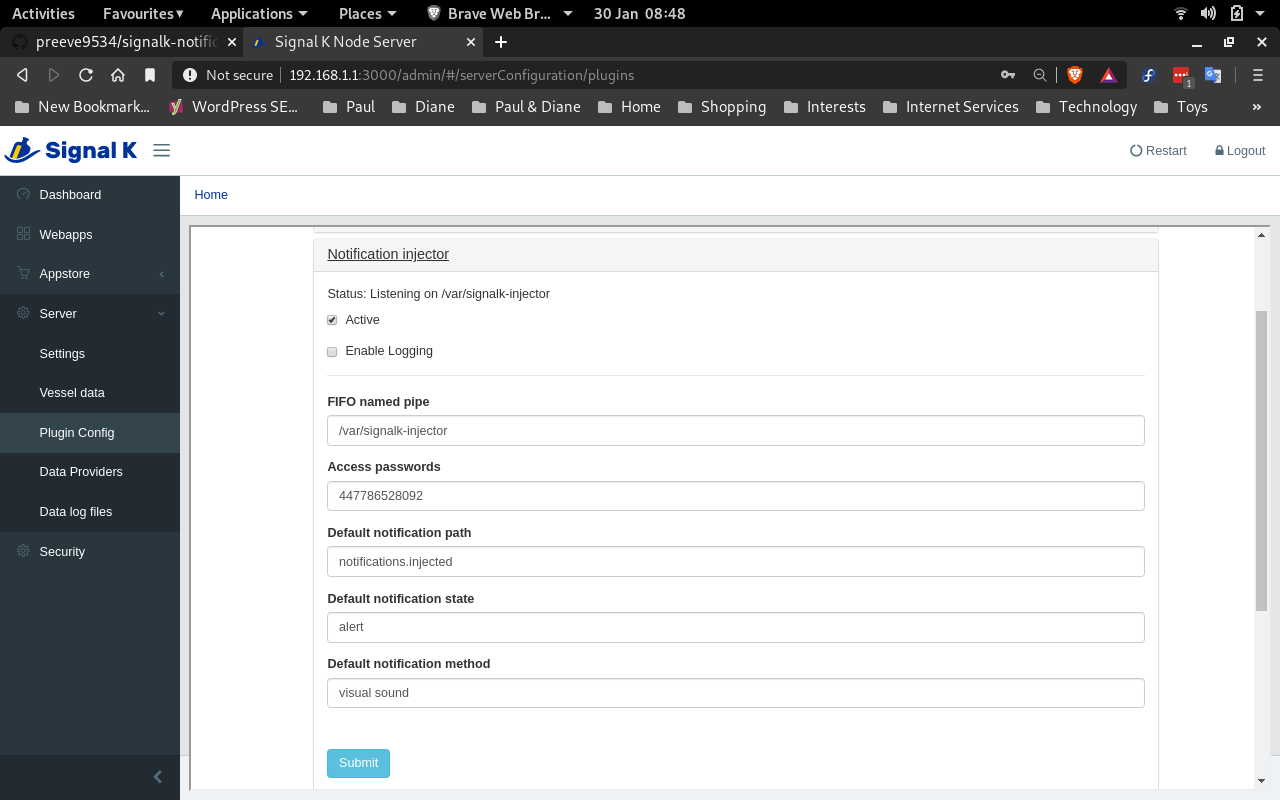 Activities Favourites▾ Applications Places Brave Web Br... 30 Jan 08:48
preeve9534/signalk-notific Signal K Node Server
Not secure 192.168.1.1:3000/admin/#/serverConfiguration/plugins
1
New Bookmark... WordPress SE... Paul Diane Paul & Diane Home Shopping Interests Internet Services Technology Toys »
Signal K Restart Logout
Dashboard
Home
Webapps
Appstore
Server
Settings
Vessel data
Plugin Config
Data Providers
Data log files
Security
Notification injector
Status: Listening on /var/signalk-injector
Active
Enable Logging
FIFO named pipe
/var/signalk-injector
Access passwords
447786528092
Default notification path
notifications.injected
Default notification state
alert
Default notification method
visual sound
Submit